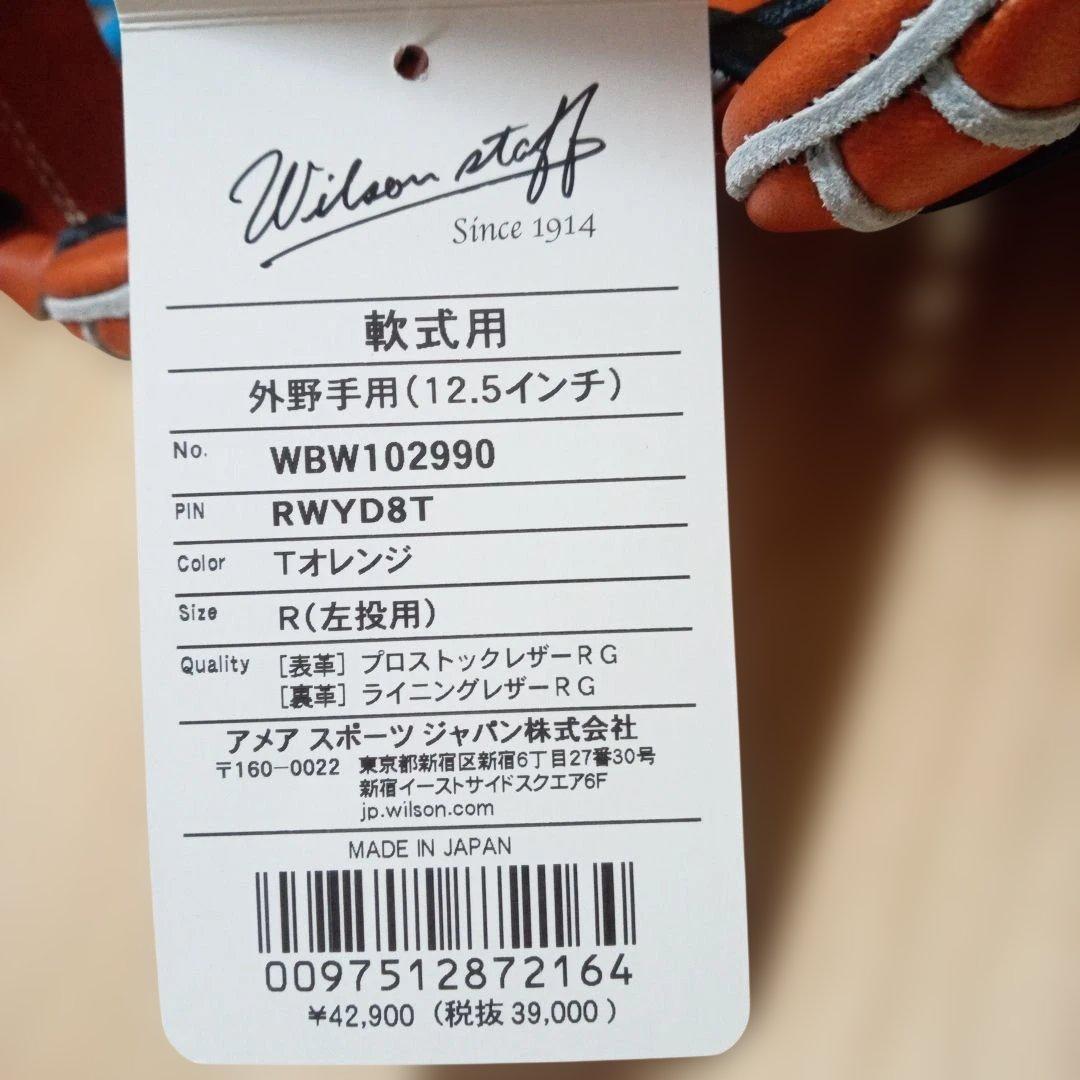 Wilson staff
Since 1914
軟式用
外野手用(12.5インチ)
No. WBW102990
PIN RWYD8T
Color Tオレンジ
Size R(左投用)
Quality [表革] プロストックレザーRG
[裏革] ライニングレザーRG
アメア スポーツ ジャパン株式会社
〒160-0022 東京都新宿区新宿6丁目27番30号
新宿イーストサイドスクエア6F
jp.wilson.com
MADE IN JAPAN
0097512872164
¥42,900 (税抜 39,000)